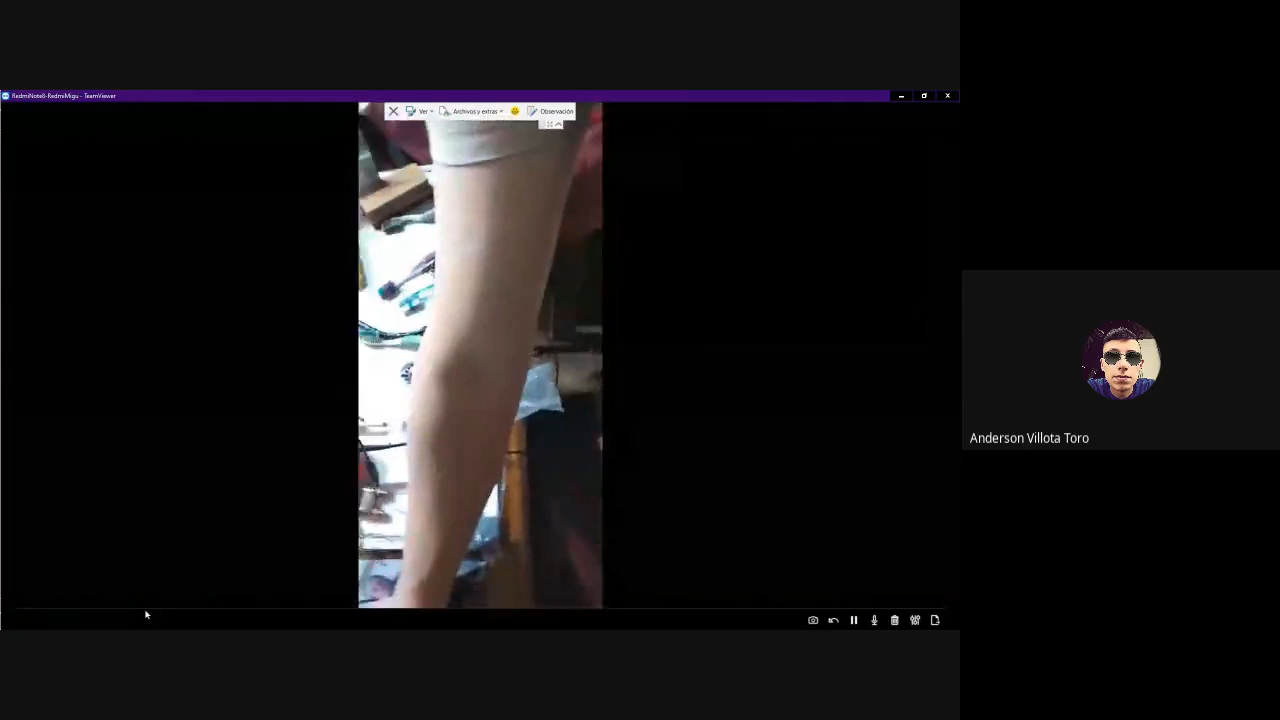 RedmiNote8-RedmiMigu - TeamViewer
Ver
Archivos y extras
Observación
Anderson Villota Toro